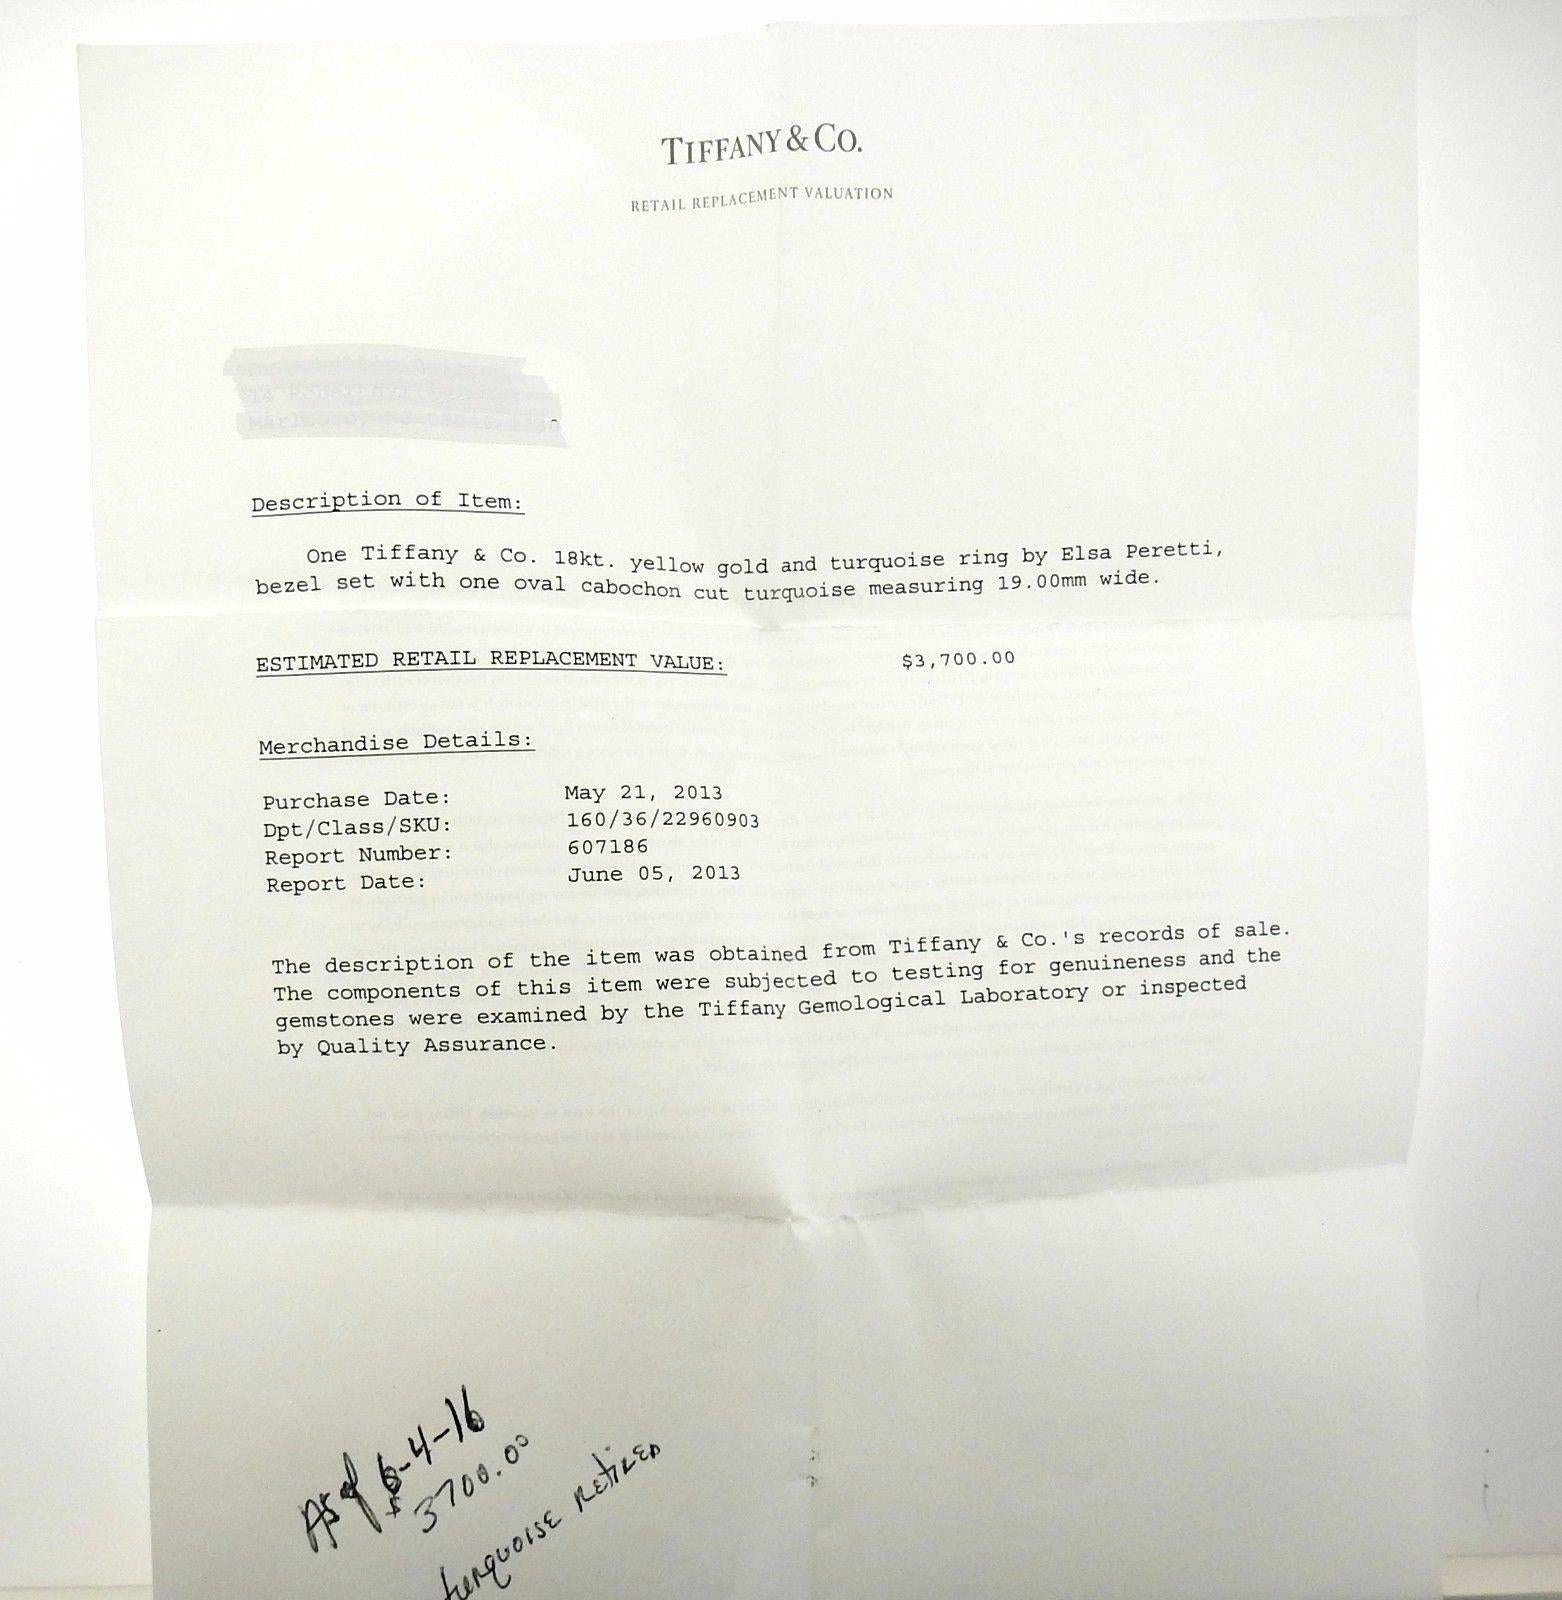 TIFFANY & CO.
RETAIL REPLACEMENT VALUATION
Description of Item:
One Tiffany & Co. 18kt. yellow gold and turquoise ring by Elsa Peretti,
bezel set with one oval cabochon cut turquoise measuring 19.00mm wide.
ESTIMATED RETAIL REPLACEMENT VALUE: $3,700.00
Merchandise Details:
Purchase Date: May 21, 2013
Dpt/Class/SKU: 160/36/22960903
Report Number: 607186
Report Date: June 05, 2013
The description of the item was obtained from Tiffany & Co.'s records of sale.
The components of this item were subjected to testing for genuineness and the
gemstones were examined by the Tiffany Gemological Laboratory or inspected
by Quality Assurance.
As of 6-4-16
$3700.00
turquoise RETIRED